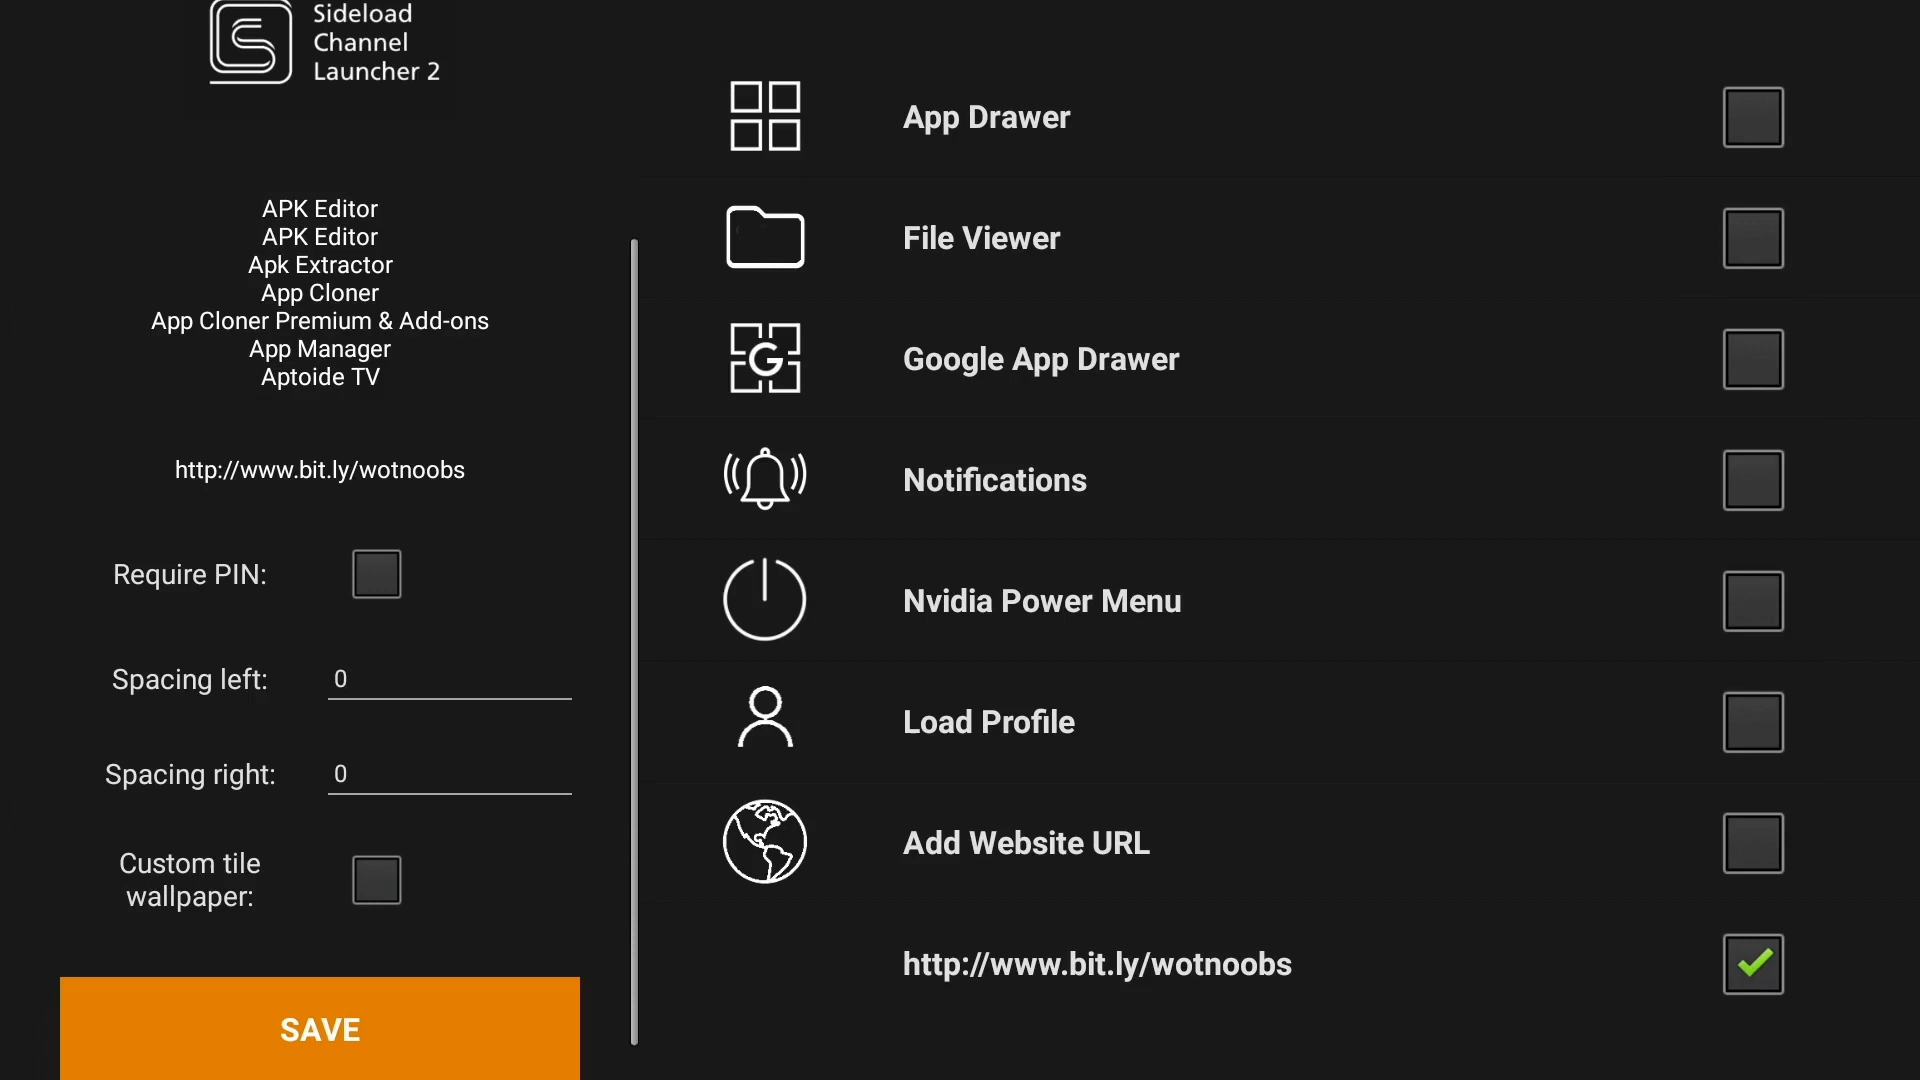 Sideload
Channel
Launcher 2
APK Editor
APK Editor
Apk Extractor
App Cloner
App Cloner Premium & Add-ons
App Manager
Aptoide TV
http://www.bit.ly/wotnoobs
Require PIN:
Spacing left: 0
Spacing right: 0
Custom tile
wallpaper:
SAVE
App Drawer
File Viewer
Google App Drawer
Notifications
Nvidia Power Menu
Load Profile
Add Website URL
http://www.bit.ly/wotnoobs